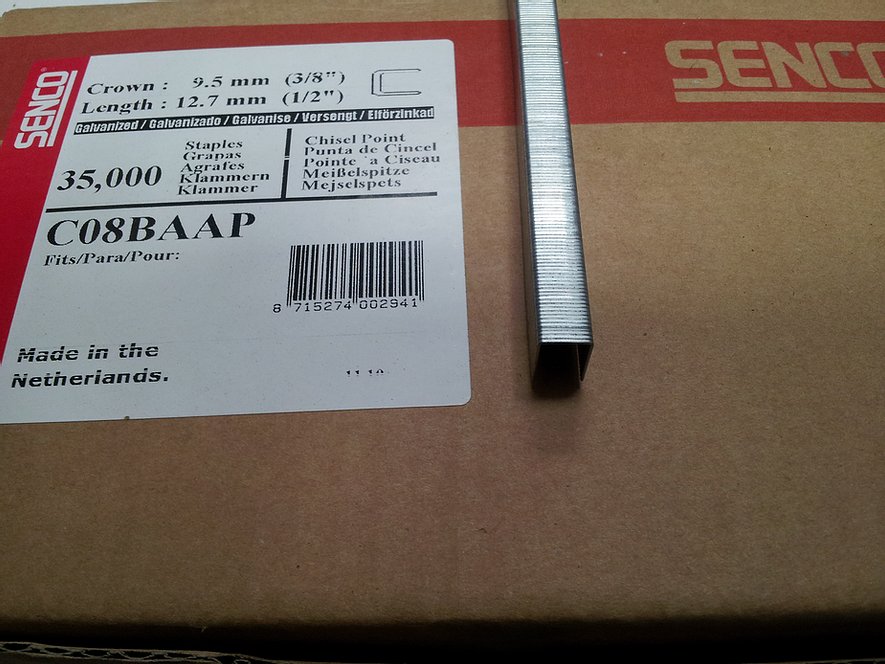 SENCO
SENCO
Crown : 9.5 mm (3/8")
Length : 12.7 mm (1/2")
Galvanized / Galvanizado / Galvanise / Versengt / Elförzinkad
35,000
Staples
Grapas
Agrafes
Klammern
Klammer
Chisel Point
Punta de Cincel
Pointe `a Ciseau
Meißelspitze
Mejselspets
C08BAAP
Fits/Para/Pour:
8 715274 002941
Made in the
Netherlands.